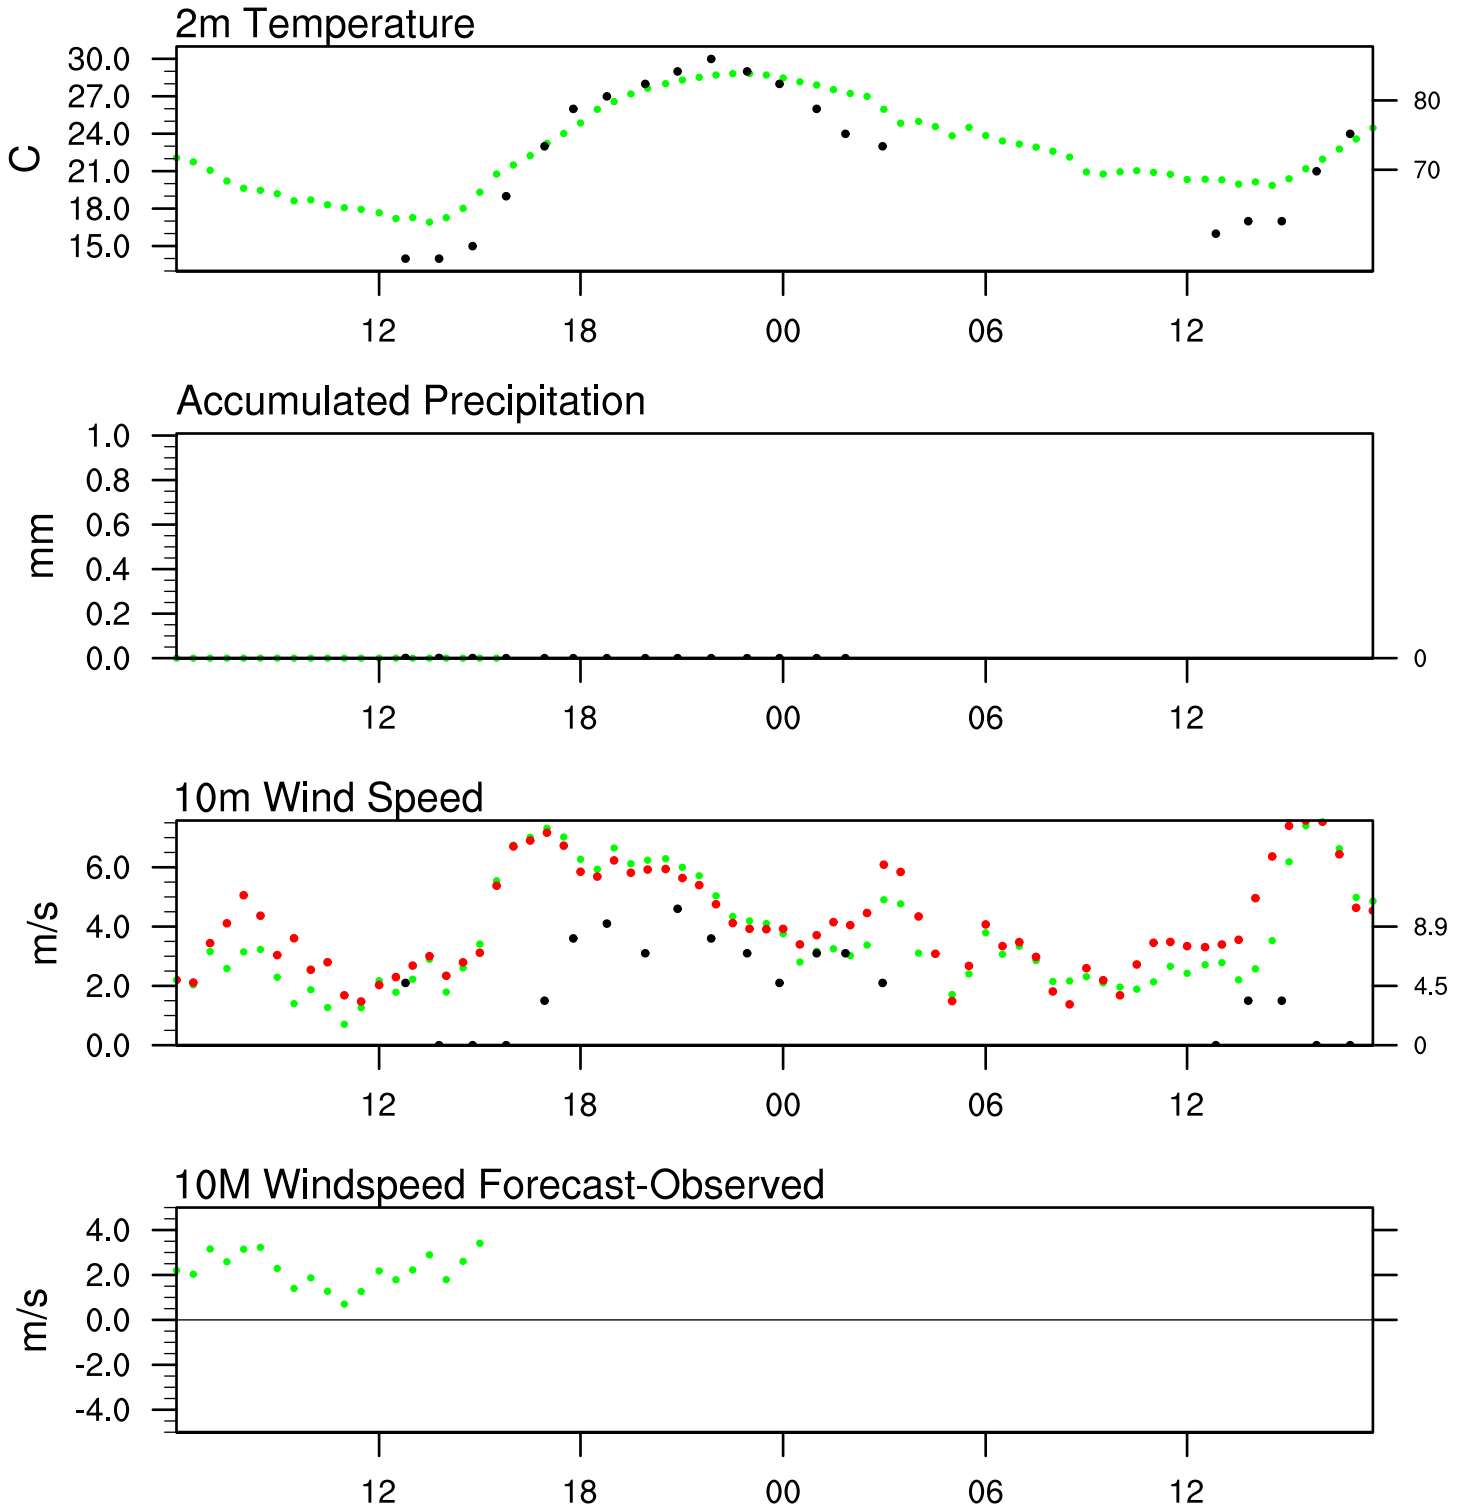 2m Temperature
30.0
27.0
80
24.0
C
21.0
70
18.0
15.0
12 18 00 06 12
Accumulated Precipitation
1.0
0.8
0.6
mm
0.4
0.2
0.0
0
12 18 00 06 12
10m Wind Speed
6.0
m/s
4.0
8.9
2.0
4.5
0.0
0
12 18 00 06 12
10M Windspeed Forecast-Observed
4.0
2.0
m/s
0.0
-2.0
-4.0
12 18 00 06 12